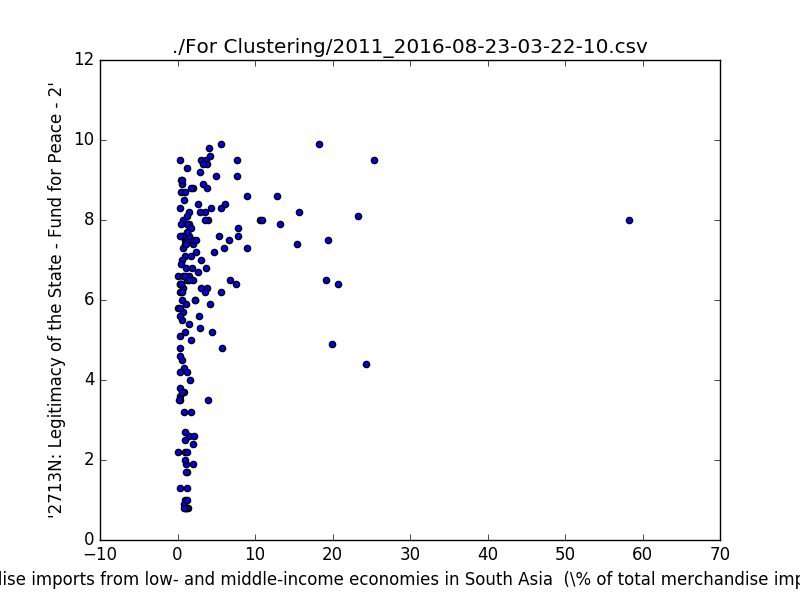 ./For Clustering/2011_2016-08-23-03-22-10.csv
12
10
8
6
4
2
0
'2713N: Legitimacy of the State - Fund for Peace - 2'
−10 0 10 20 30 40 50 60 70
imports from low- and middle-income economies in South Asia (\% of total merchandise